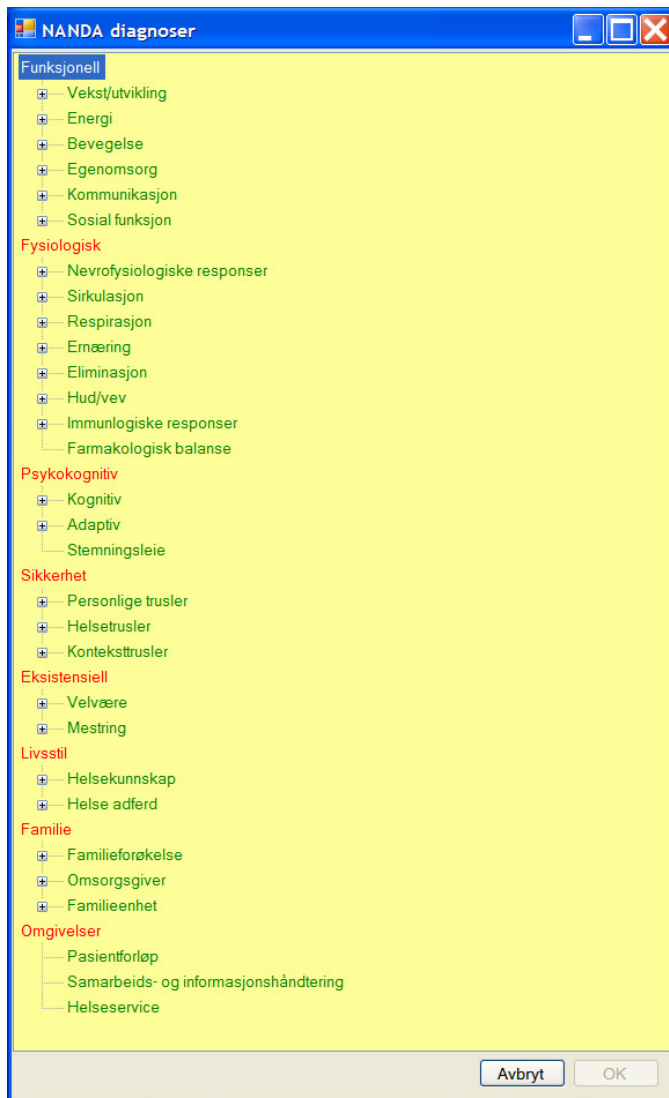 NANDA diagnoser
Funksjonell
Vekst/utvikling
Energi
Bevegelse
Egenomsorg
Kommunikasjon
Sosial funksjon
Fysiologisk
Nevrofysiologiske responser
Sirkulasjon
Respirasjon
Ernæring
Eliminasjon
Hud/vev
Immunlogiske responser
Farmakologisk balanse
Psykokognitiv
Kognitiv
Adaptiv
Stemningsleie
Sikkerhet
Personlige trusler
Helsetrusler
Konteksttrusler
Eksistensiell
Velvære
Mestring
Livsstil
Helsekunnskap
Helse adferd
Familie
Familieforøkelse
Omsorgsgiver
Familieenhet
Omgivelser
Pasientforløp
Samarbeids- og informasjonshåndtering
Helseservice
Avbryt OK